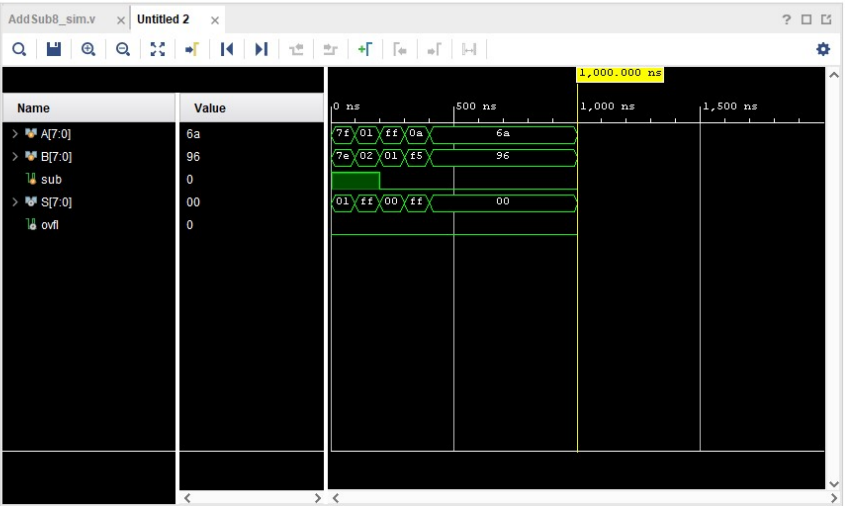 AddSub8_sim.v × Untitled 2 × ?
1,000.000 ns
Name Value 0 ns 500 ns 1,000 ns 1,500 ns
A[7:0] 6a 7f 01 ff 0a 6a
B[7:0] 96 7e 02 01 f5 96
sub 0
S[7:0] 00 01 ff 00 ff 00
ovfl 0